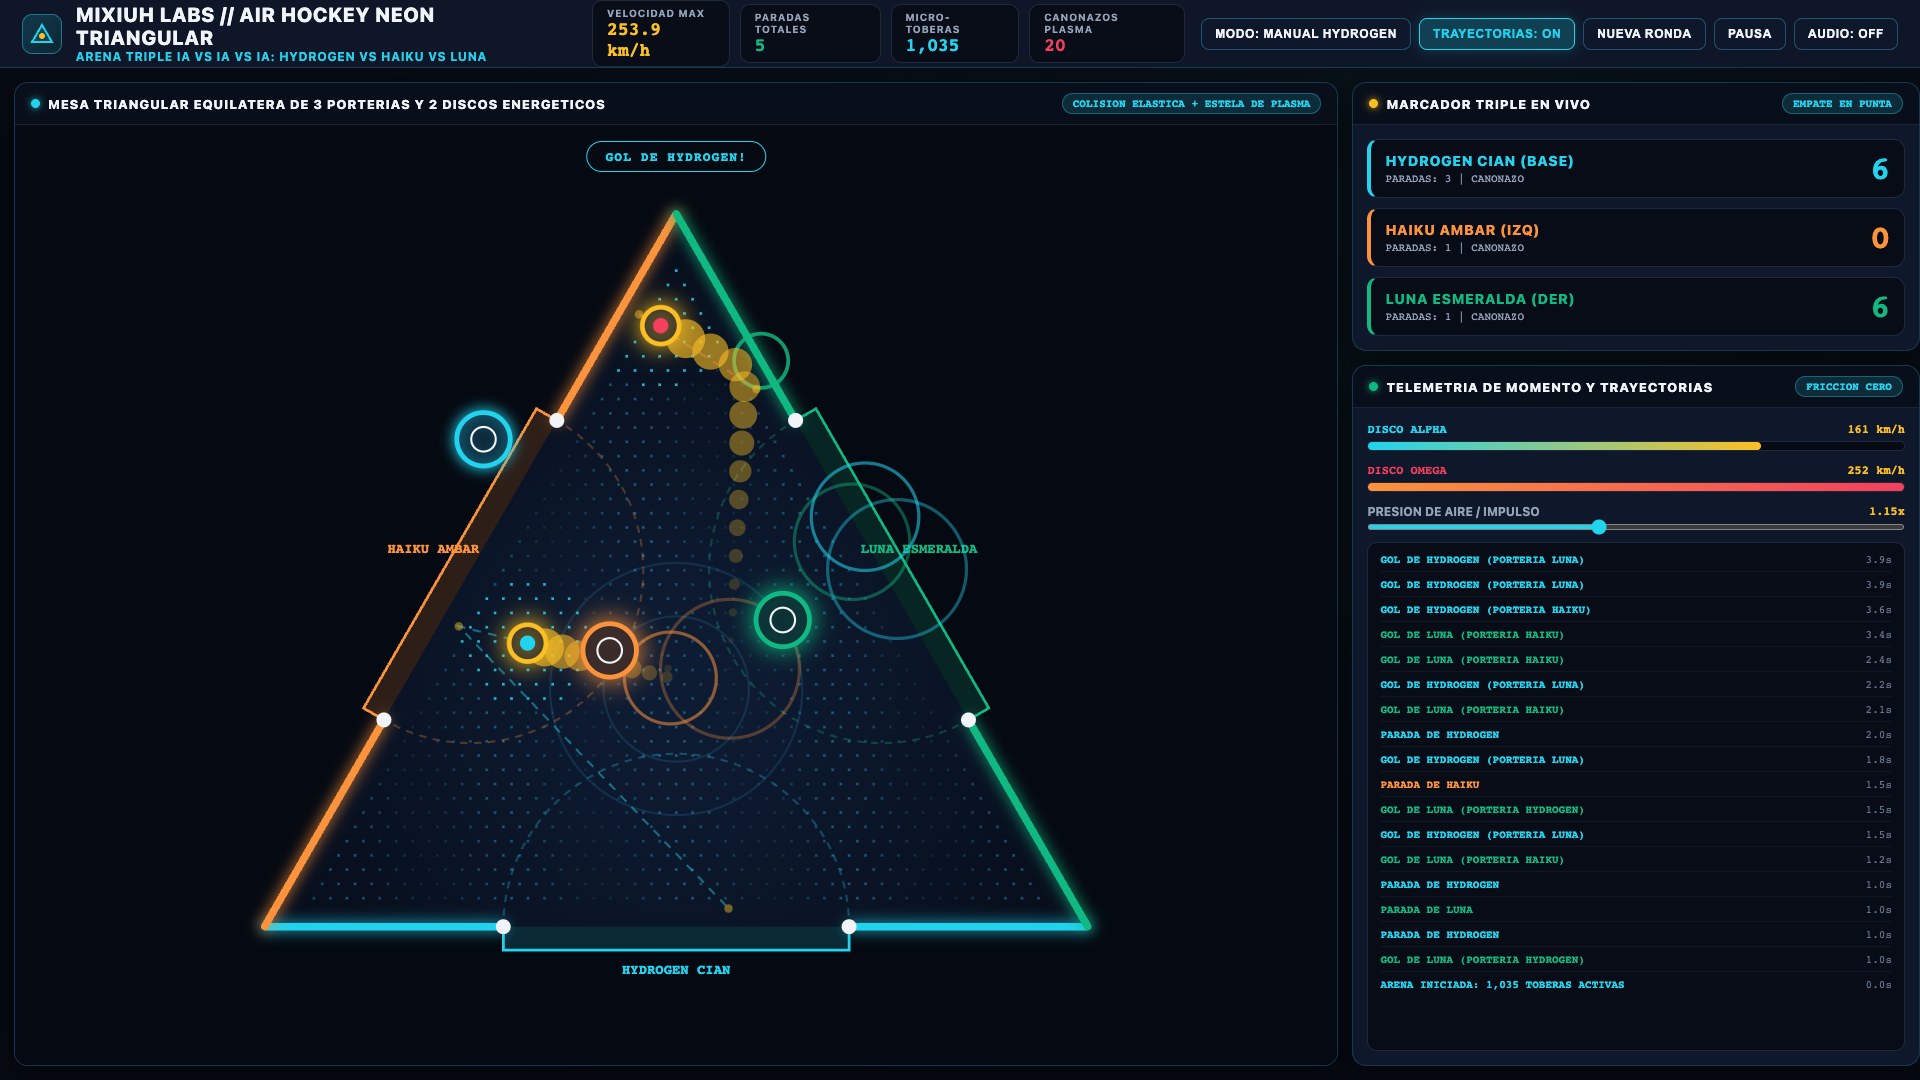 MIXIUH LABS // AIR HOCKEY NEON
TRIANGULAR
ARENA TRIPLE IA VS IA VS IA: HYDROGEN VS HAIKU VS LUNA
VELOCIDAD MAX
253.9
km/h
PARADAS
TOTALES
5
MICRO-
TOBERAS
1,035
CANONAZOS
PLASMA
20
MODO: MANUAL HYDROGEN
TRAYECTORIAS: ON
NUEVA RONDA
PAUSA
AUDIO: OFF
MESA TRIANGULAR EQUILATERA DE 3 PORTERIAS Y 2 DISCOS ENERGETICOS
COLISION ELASTICA + ESTELA DE PLASMA
GOL DE HYDROGEN!
HAIKU AMBAR
LUNA ESMERALDA
HYDROGEN CIAN
MARCADOR TRIPLE EN VIVO
EMPATE EN PUNTA
HYDROGEN CIAN (BASE)
PARADAS: 3 | CANONAZO
6
HAIKU AMBAR (IZQ)
PARADAS: 1 | CANONAZO
0
LUNA ESMERALDA (DER)
PARADAS: 1 | CANONAZO
6
TELEMETRIA DE MOMENTO Y TRAYECTORIAS
FRICCION CERO
DISCO ALPHA 161 km/h
DISCO OMEGA 252 km/h
PRESION DE AIRE / IMPULSO 1.15x
GOL DE HYDROGEN (PORTERIA LUNA) 3.9s
GOL DE HYDROGEN (PORTERIA LUNA) 3.9s
GOL DE HYDROGEN (PORTERIA HAIKU) 3.6s
GOL DE LUNA (PORTERIA HAIKU) 3.4s
GOL DE LUNA (PORTERIA HAIKU) 2.4s
GOL DE HYDROGEN (PORTERIA LUNA) 2.2s
GOL DE LUNA (PORTERIA HAIKU) 2.1s
PARADA DE HYDROGEN 2.0s
GOL DE HYDROGEN (PORTERIA LUNA) 1.8s
PARADA DE HAIKU 1.5s
GOL DE LUNA (PORTERIA HYDROGEN) 1.5s
GOL DE HYDROGEN (PORTERIA LUNA) 1.5s
GOL DE LUNA (PORTERIA HAIKU) 1.2s
PARADA DE HYDROGEN 1.0s
PARADA DE LUNA 1.0s
PARADA DE HYDROGEN 1.0s
GOL DE LUNA (PORTERIA HYDROGEN) 1.0s
ARENA INICIADA: 1,035 TOBERAS ACTIVAS 0.0s